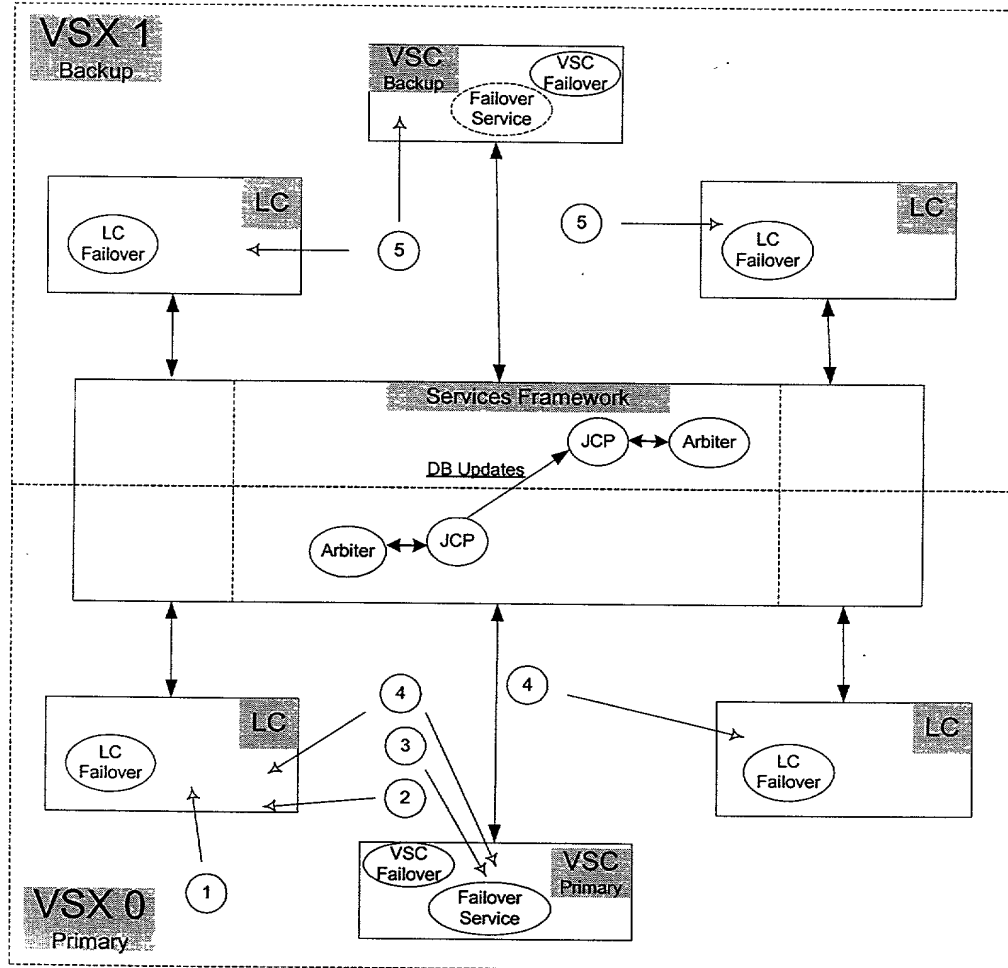 VSX 1
Backup
VSC
Backup
VSC
Failover
Failover
Service
LC
LC
Failover
5
5
LC
LC
Failover
Services Framework
JCP
Arbiter
DB Updates
Arbiter
JCP
LC
LC
Failover
4
3
2
1
4
LC
LC
Failover
VSC
Failover
VSC
Primary
Failover
Service
VSX 0
Primary